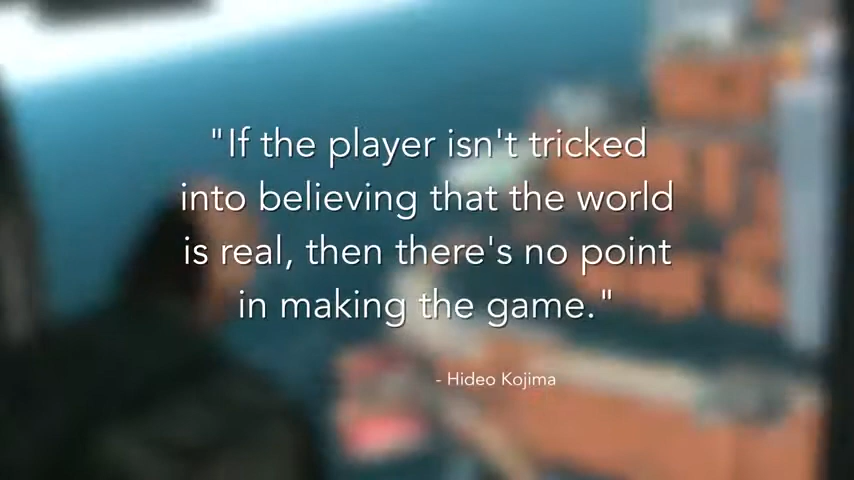 "If the player isn't tricked
into believing that the world
is real, then there's no point
in making the game."
- Hideo Kojima